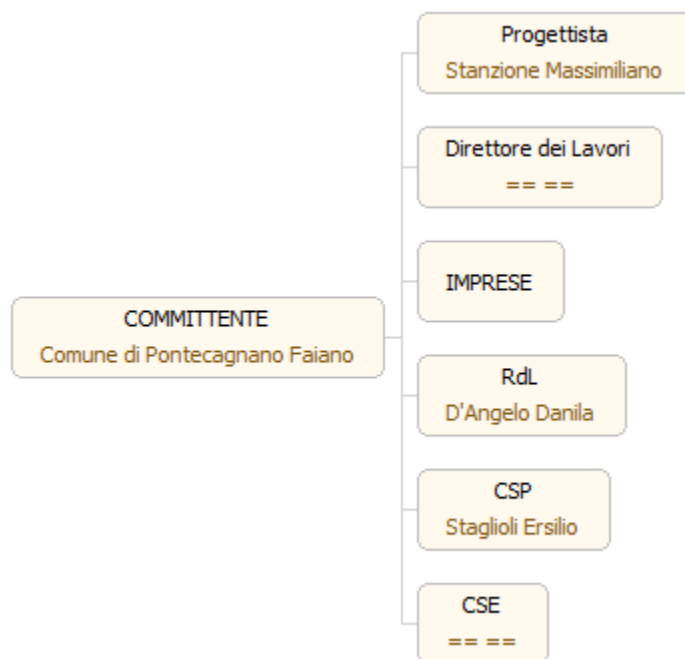 Progettista
Stanzione Massimiliano
Direttore dei Lavori
== ==
IMPRESE
COMMITTENTE
Comune di Pontecagnano Faiano
RdL
D'Angelo Danila
CSP
Staglioli Ersilio
CSE
== ==